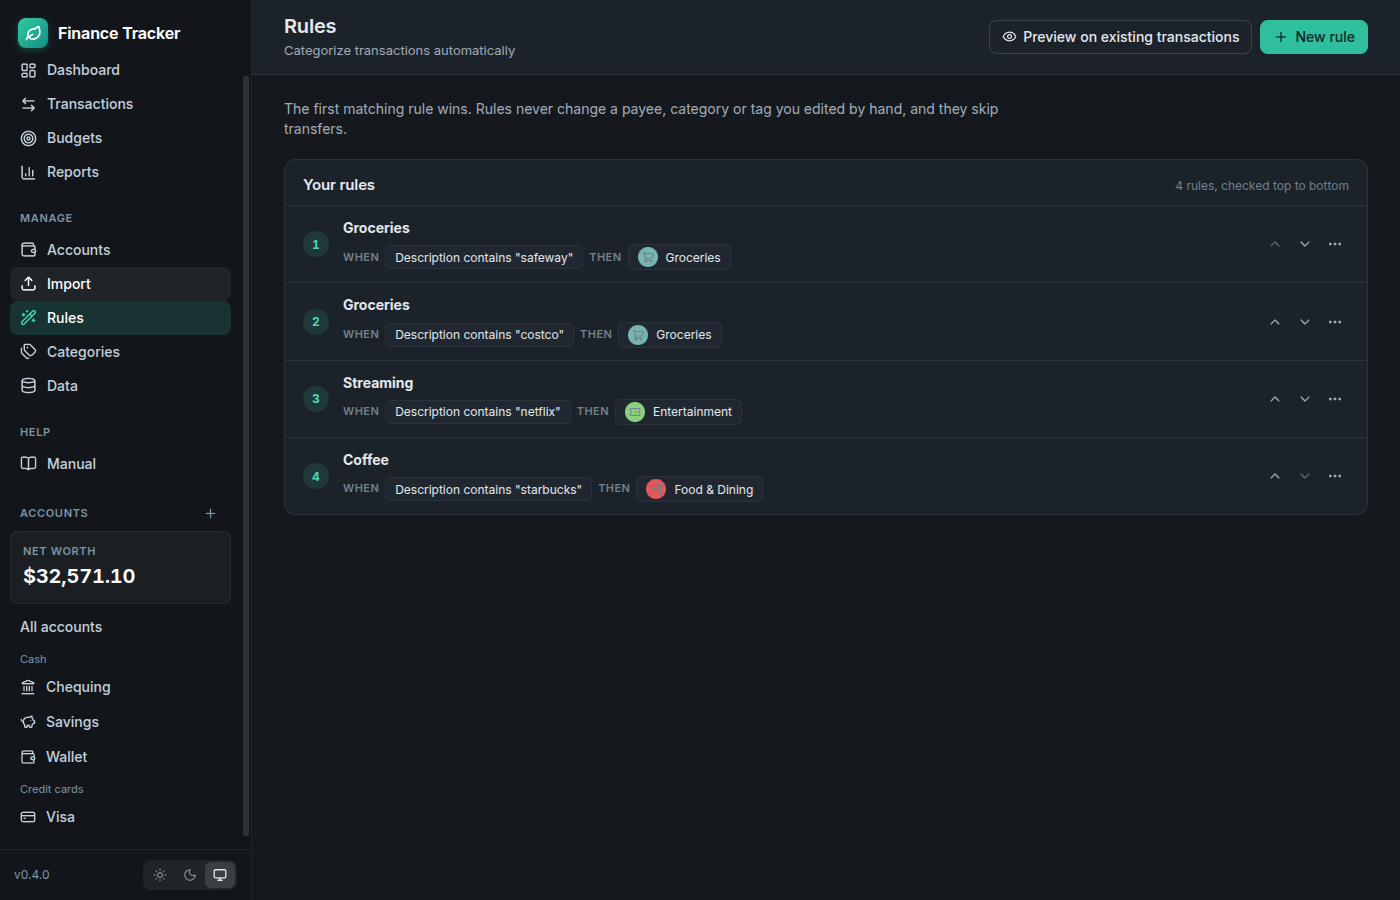 Finance Tracker
Dashboard
Transactions
Budgets
Reports
MANAGE
Accounts
Import
Rules
Categories
Data
HELP
Manual
ACCOUNTS
NET WORTH
$32,571.10
All accounts
Cash
Chequing
Savings
Wallet
Credit cards
Visa
v0.4.0
Rules
Categorize transactions automatically
Preview on existing transactions
New rule
The first matching rule wins. Rules never change a payee, category or tag you edited by hand, and they skip
transfers.
Your rules
4 rules, checked top to bottom
1
Groceries
WHEN Description contains "safeway" THEN Groceries
2
Groceries
WHEN Description contains "costco" THEN Groceries
3
Streaming
WHEN Description contains "netflix" THEN Entertainment
4
Coffee
WHEN Description contains "starbucks" THEN Food & Dining